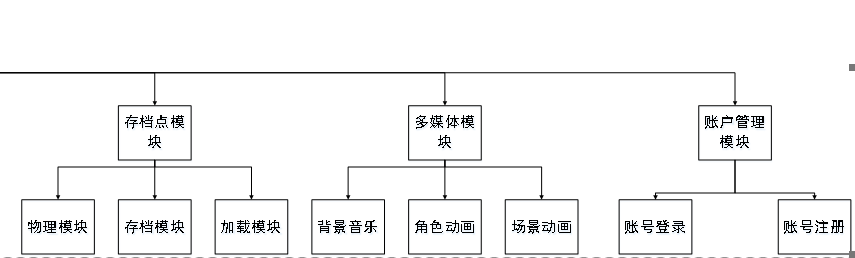 存档点模
块
多媒体模
块
账户管理
模块
物理模块
存档模块
加载模块
背景音乐
角色动画
场景动画
账号登录
账号注册